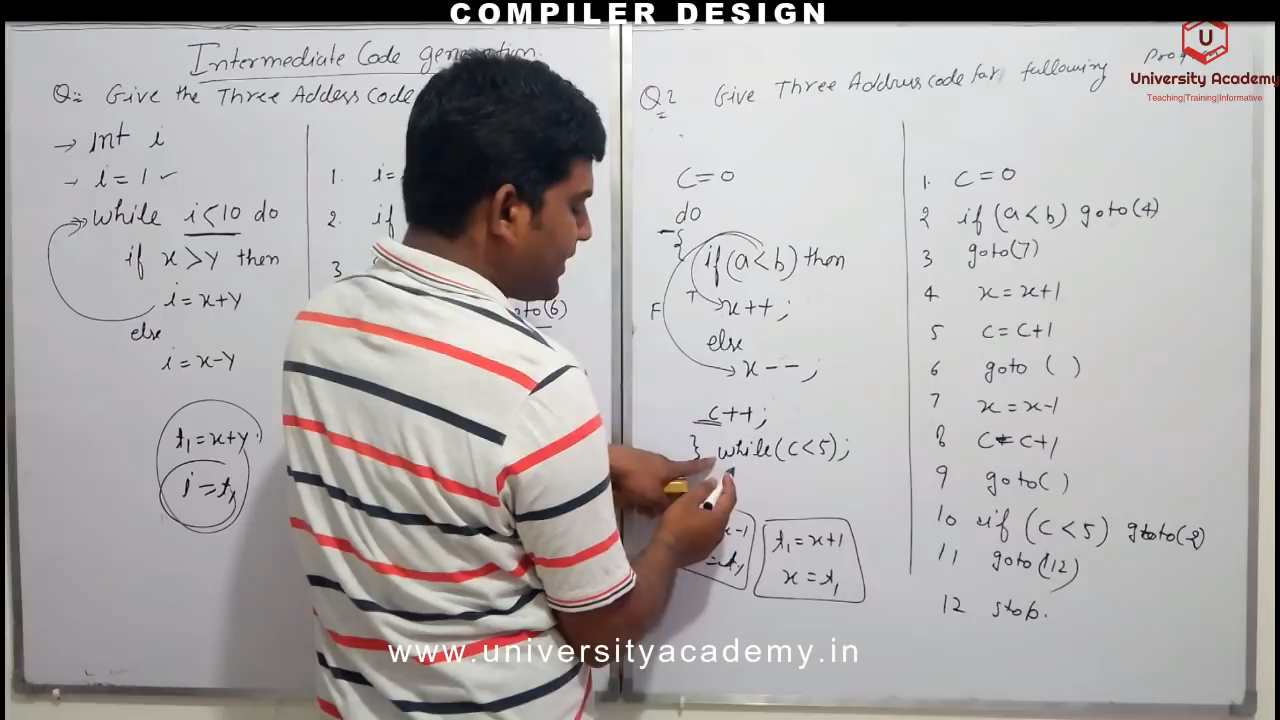 COMPILER DESIGN
Intermediate Code generation.
Q:- Give the Three Address Code
→ Int i
→ i = 1 ✓
→ while i < 10 do
if x > y then
i = x+y
else
i = x-y
t1 = x+y
i = t1
1. i =
2. if
3
goto(6)
Q2 Give Three Address code for following
c = 0
do
{
if (a < b) then
T
x++ ;
F
else
x -- ;
c++;
} while (c < 5);
x-1
t1 = x+1
x = t1
1. c = 0
2 if (a < b) goto (4)
3 goto (7)
4 x = x+1
5 c = c+1
6 goto ( )
7 x = x-1
8 c = c+1
9 goto ( )
10 if (c < 5) goto (2)
11 goto (12)
12 stop.
U
University Academy
Teaching|Training|Informative
www.universityacademy.in